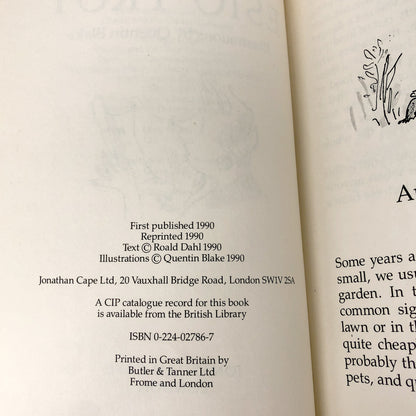 First published 1990
Reprinted 1990
Text © Roald Dahl 1990
Illustrations © Quentin Blake 1990
Jonathan Cape Ltd, 20 Vauxhall Bridge Road, London SW1V 2SA
A CIP catalogue record for this book
is available from the British Library
ISBN 0-224-02786-7
Printed in Great Britain by
Butler & Tanner Ltd
Frome and London
A
Some years a
small, we usu
garden. In t
common sig
lawn or in th
quite cheap
probably th
pets, and qu